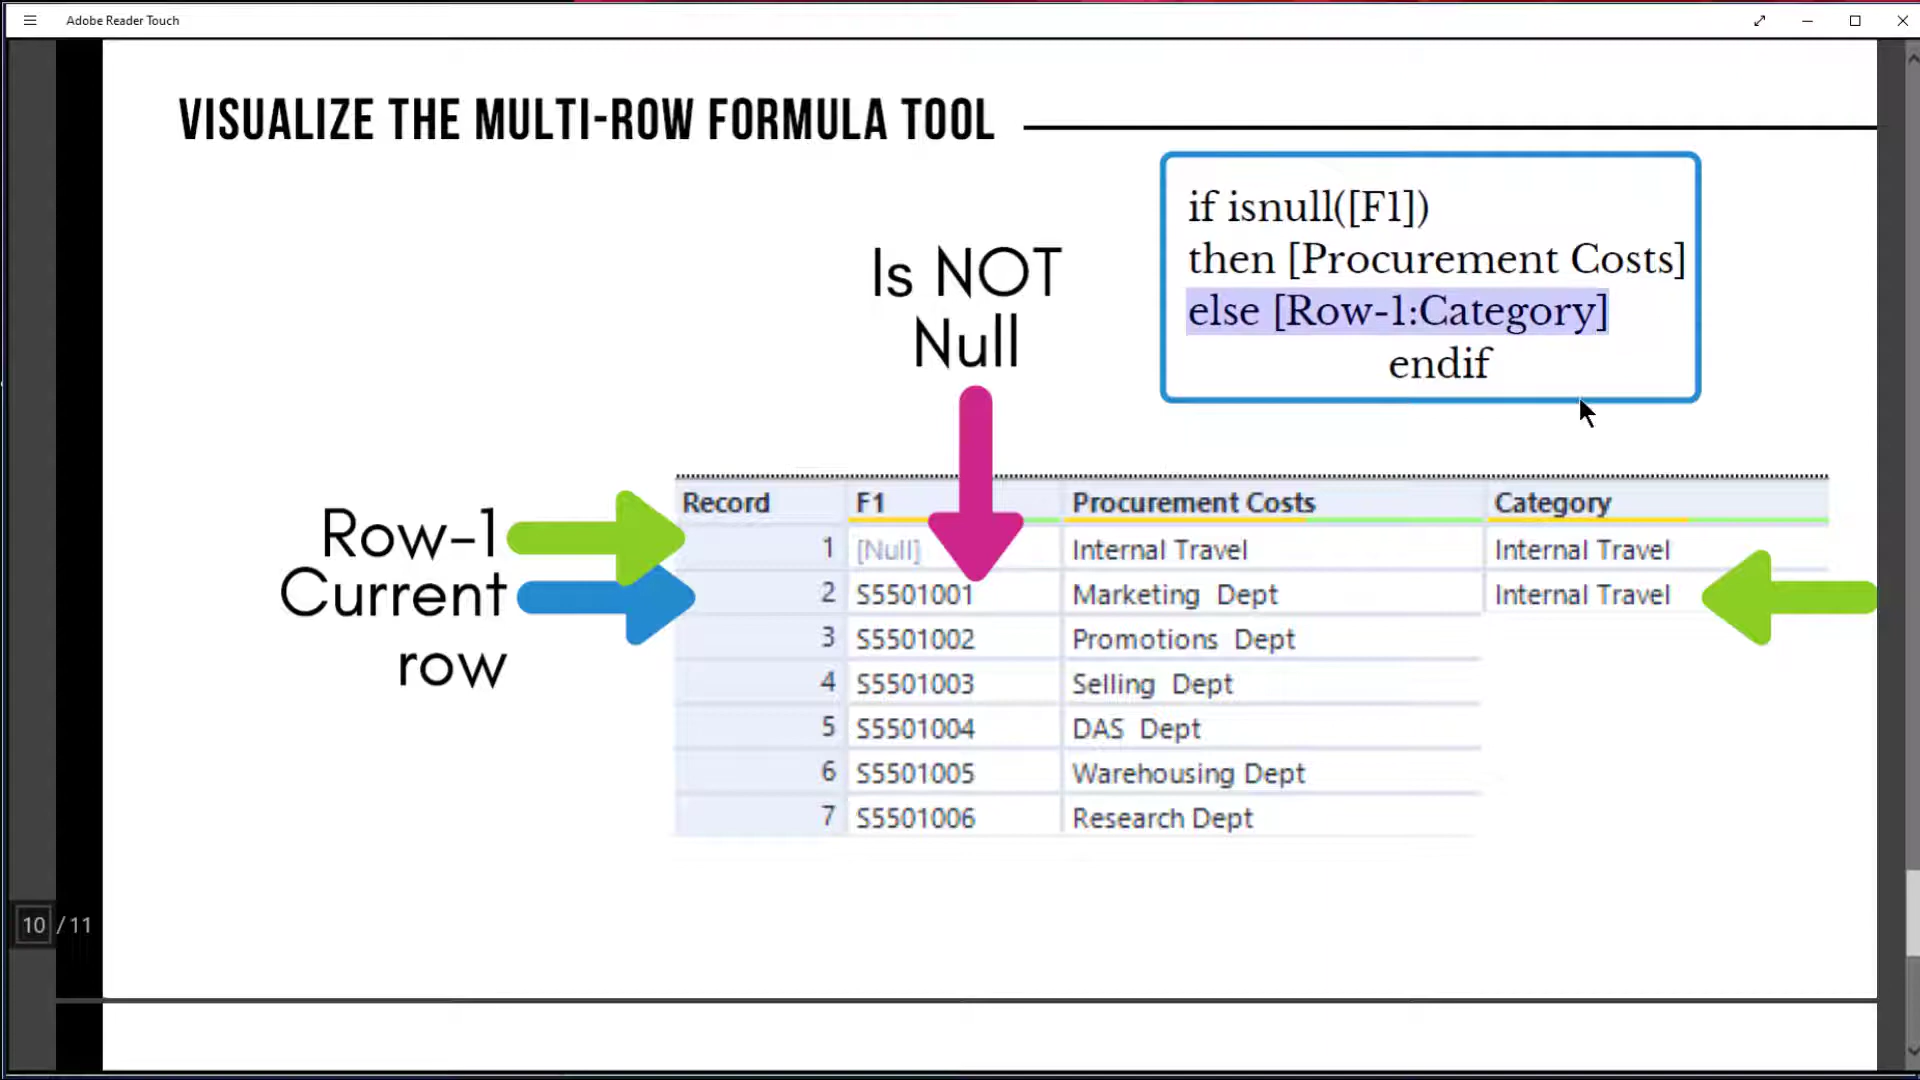 Adobe Reader Touch
VISUALIZE THE MULTI-ROW FORMULA TOOL
if isnull([F1])
then [Procurement Costs]
else [Row-1:Category]
endif
Is NOT
Null
Row-1
Current
row
Record F1 Procurement Costs Category
1 [Null] Internal Travel Internal Travel
2 S5501001 Marketing Dept Internal Travel
3 S5501002 Promotions Dept
4 S5501003 Selling Dept
5 S5501004 DAS Dept
6 S5501005 Warehousing Dept
7 S5501006 Research Dept
10 / 11